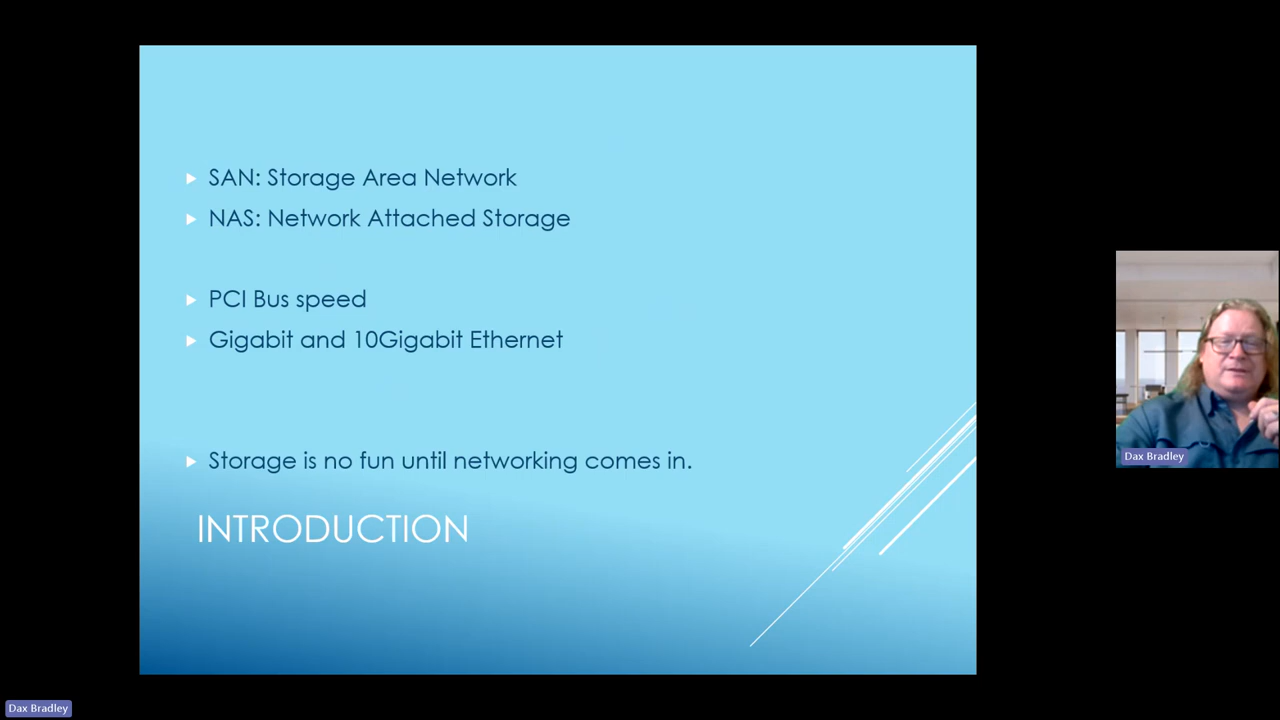 SAN: Storage Area Network
NAS: Network Attached Storage
PCI Bus speed
Gigabit and 10Gigabit Ethernet
Storage is no fun until networking comes in.
INTRODUCTION
Dax Bradley
Dax Bradley